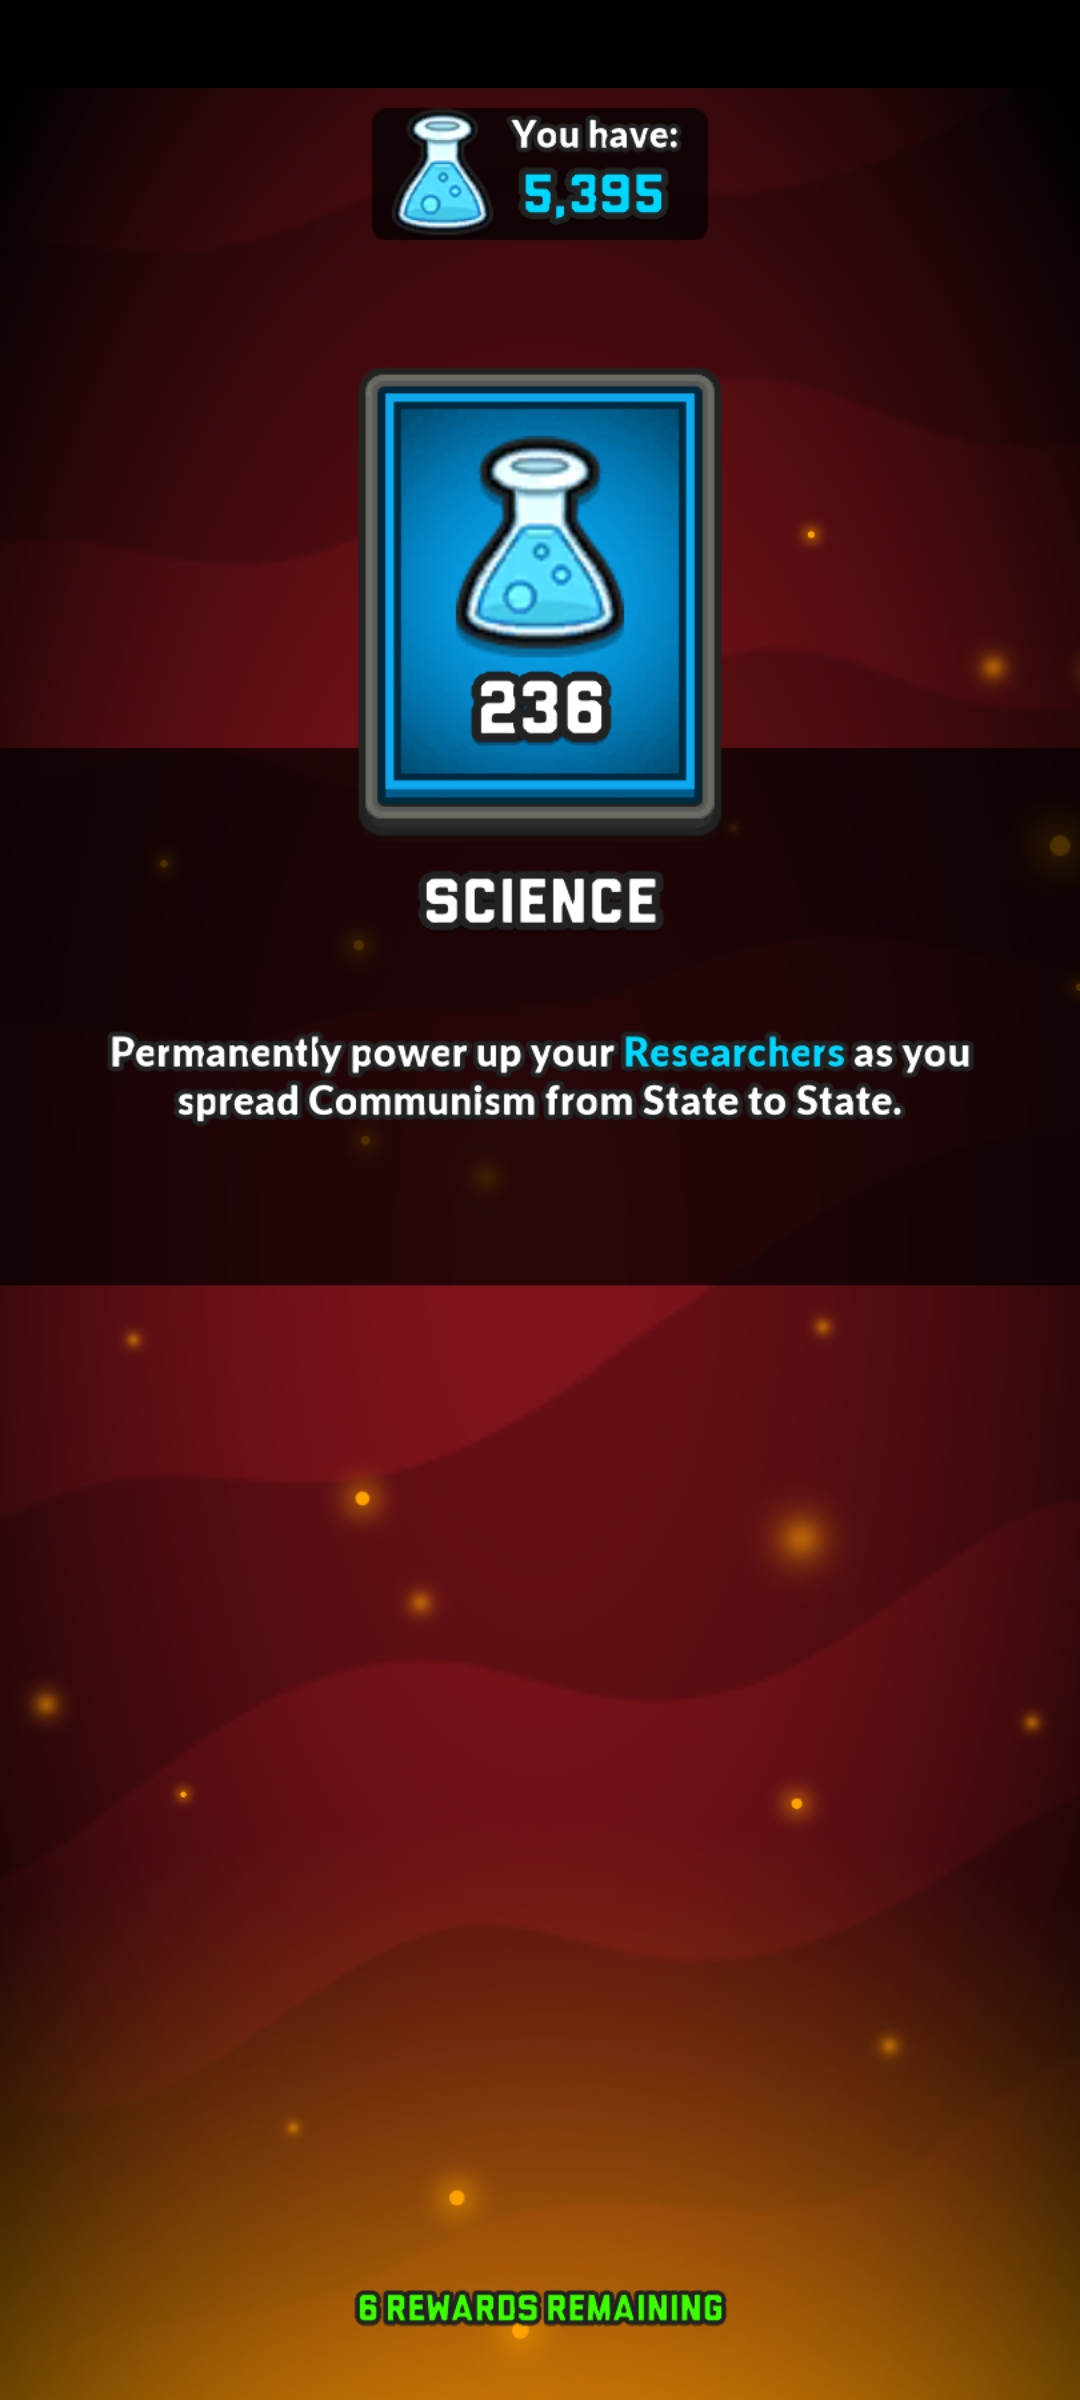 You have:
5,395
236
SCIENCE
Permanently power up your Researchers as you
spread Communism from State to State.
6 REWARDS REMAINING